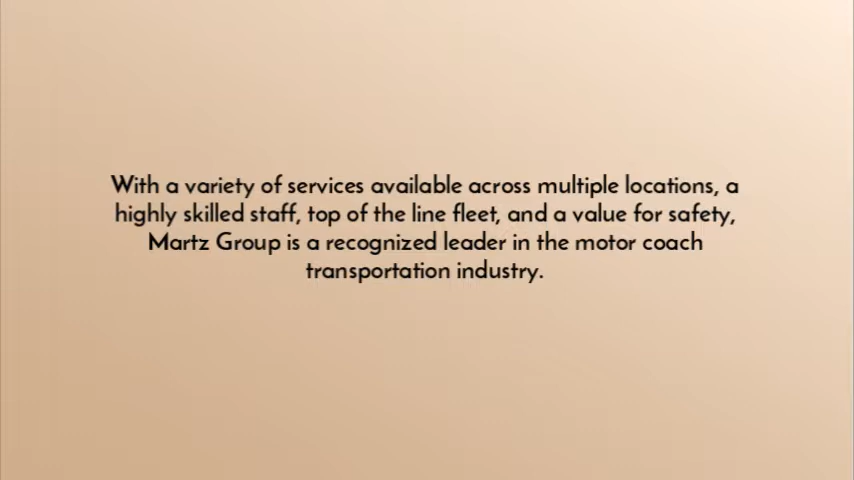 With a variety of services available across multiple locations, a
highly skilled staff, top of the line fleet, and a value for safety,
Martz Group is a recognized leader in the motor coach
transportation industry.